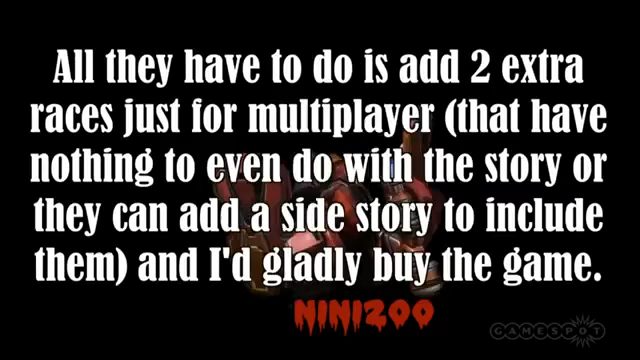 All they have to do is add 2 extra
races just for multiplayer (that have
nothing to even do with the story or
they can add a side story to include
them) and I'd gladly buy the game.
NINIZOO
GAMESPOT